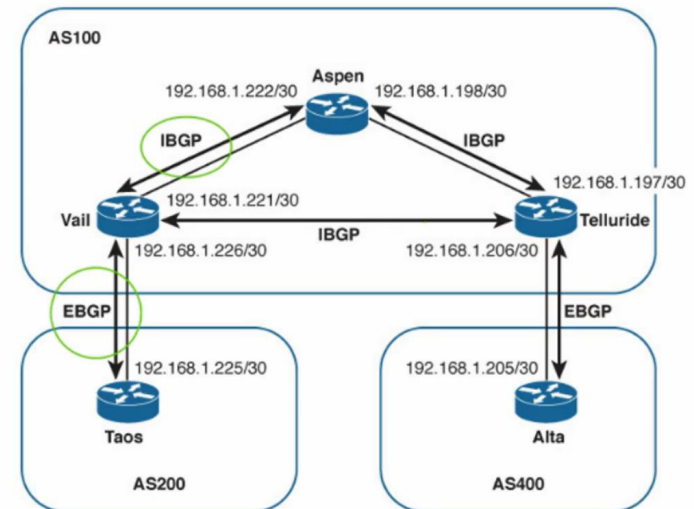 AS100
Aspen
192.168.1.222/30
192.168.1.198/30
IBGP
IBGP
192.168.1.197/30
192.168.1.221/30
Vail
Telluride
IBGP
192.168.1.226/30
192.168.1.206/30
EBGP
EBGP
192.168.1.225/30
192.168.1.205/30
Taos
Alta
AS200
AS400